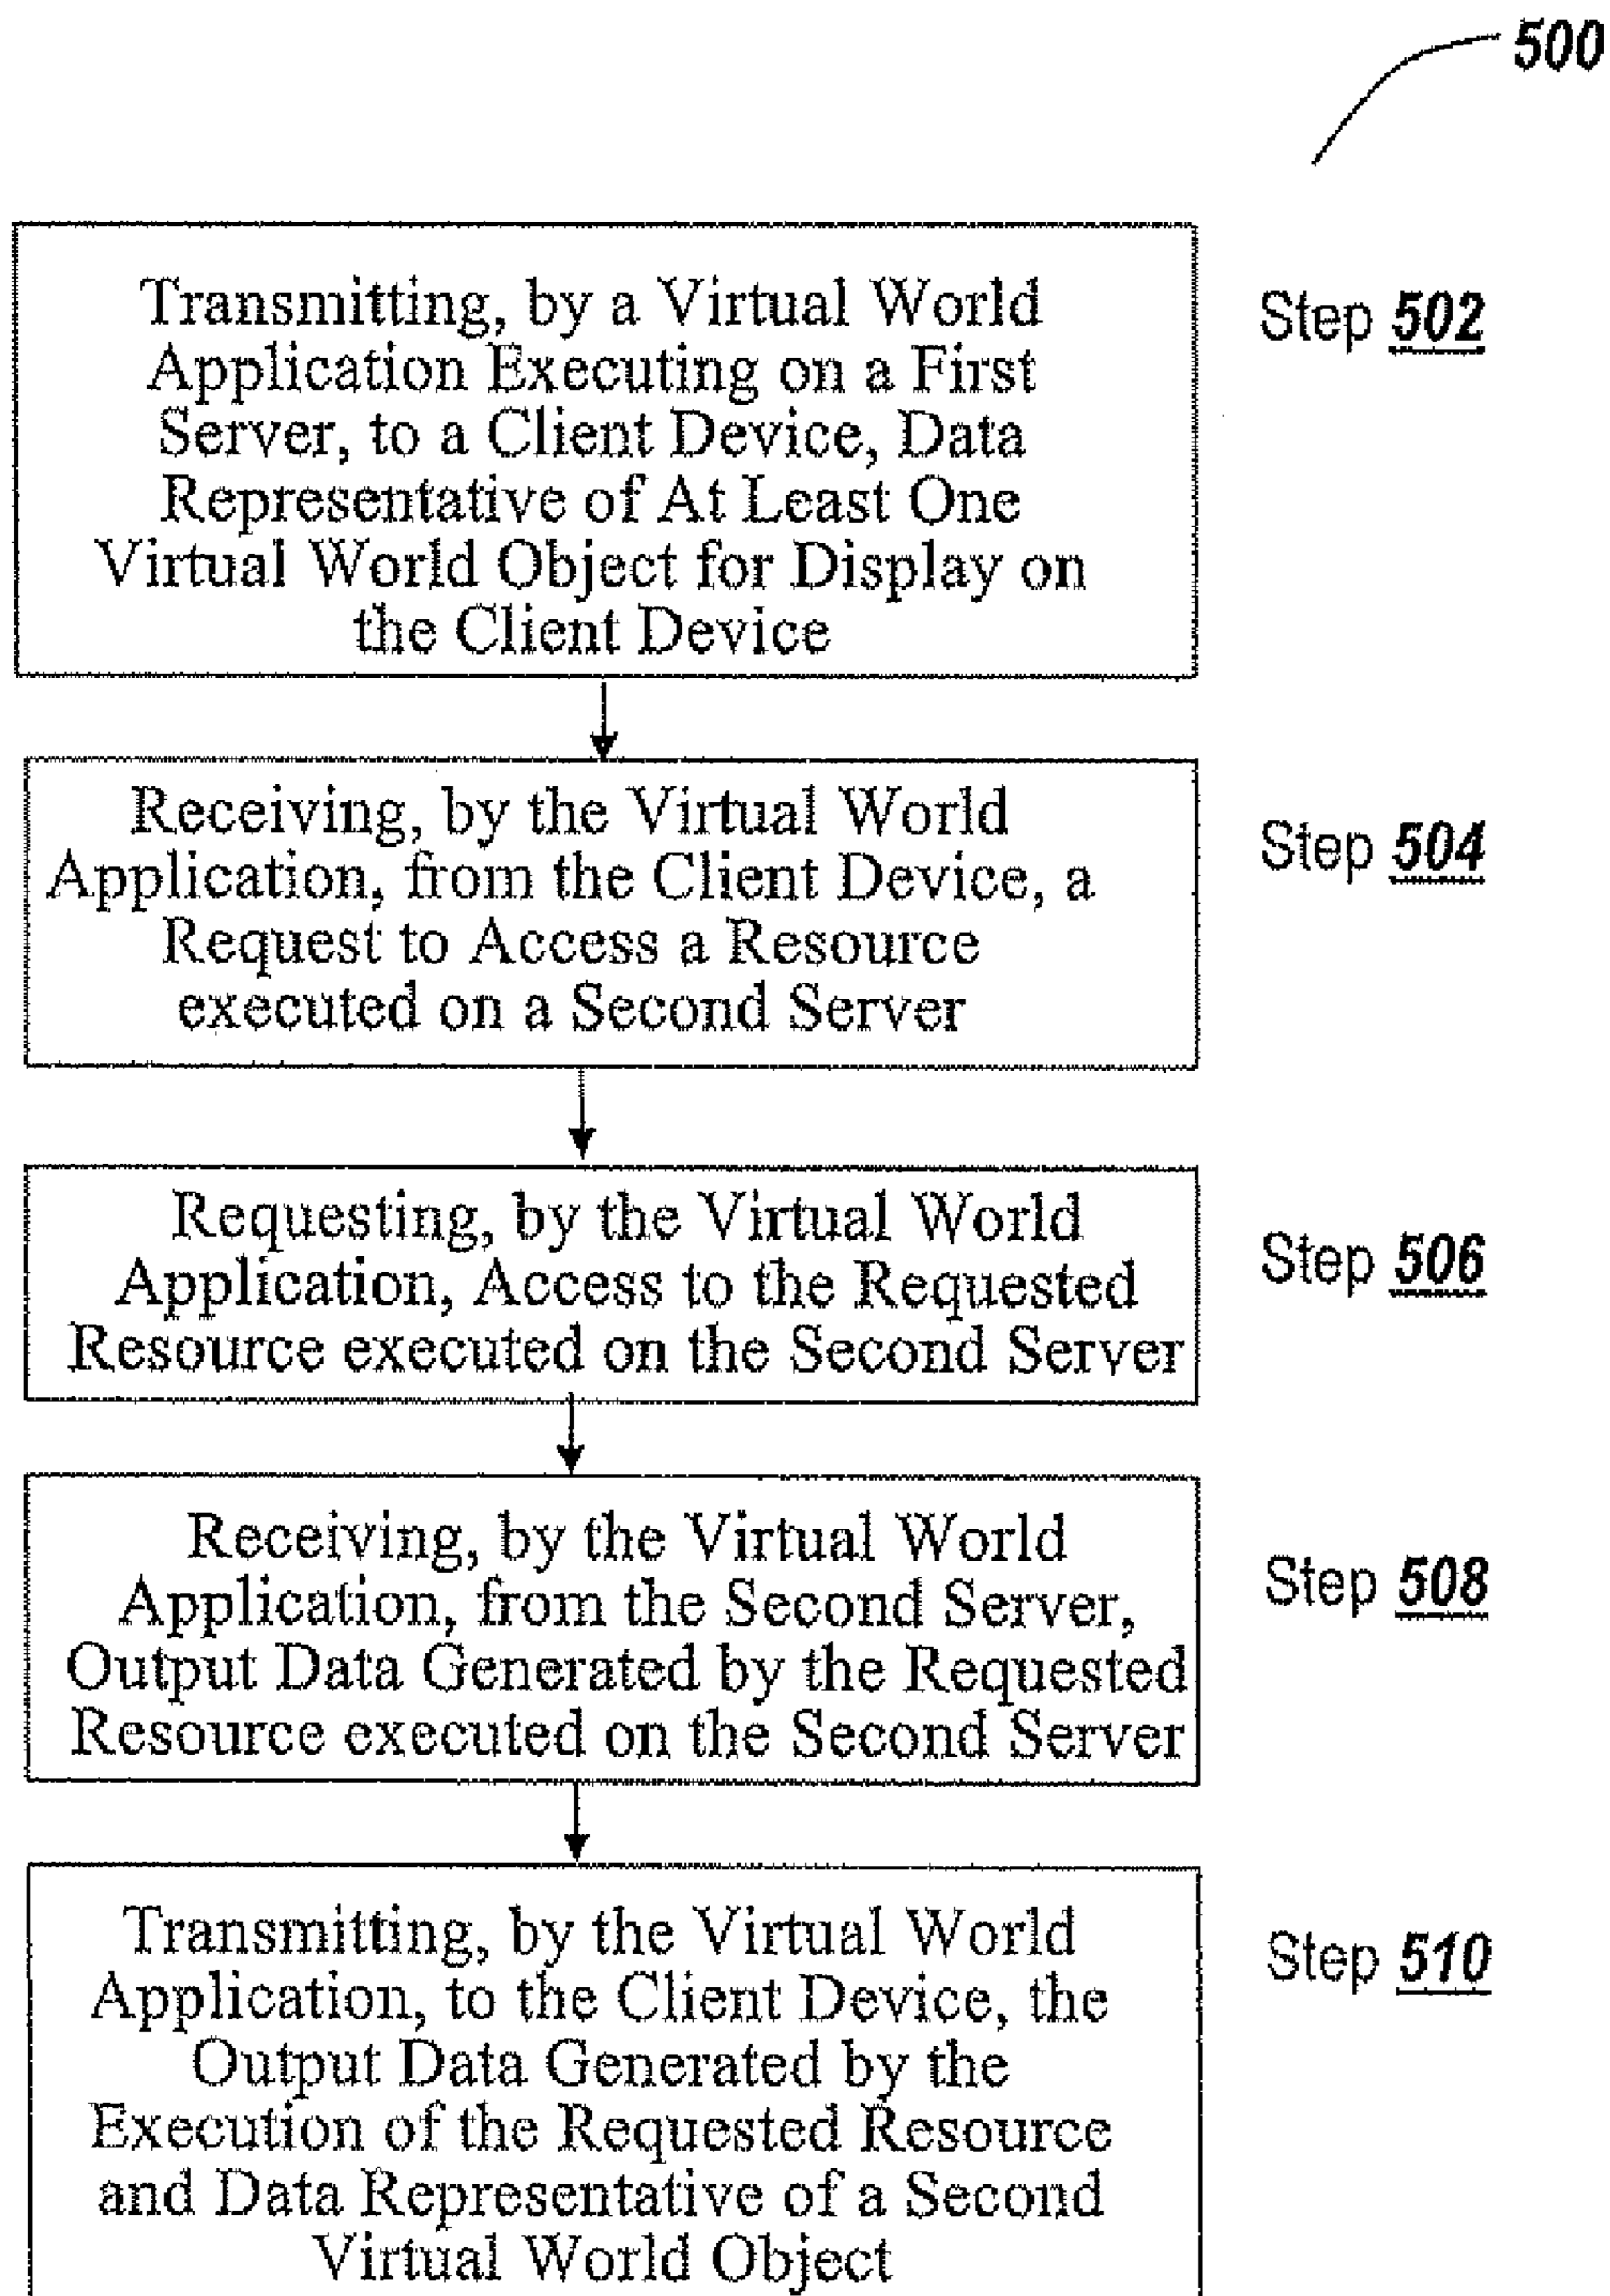 500
Transmitting, by a Virtual World
Application Executing on a First
Server, to a Client Device, Data
Representative of At Least One
Virtual World Object for Display on
the Client Device
Step 502
Receiving, by the Virtual World
Application, from the Client Device, a
Request to Access a Resource
executed on a Second Server
Step 504
Requesting, by the Virtual World
Application, Access to the Requested
Resource executed on the Second Server
Step 506
Receiving, by the Virtual World
Application, from the Second Server,
Output Data Generated by the Requested
Resource executed on the Second Server
Step 508
Transmitting, by the Virtual World
Application, to the Client Device, the
Output Data Generated by the
Execution of the Requested Resource
and Data Representative of a Second
Virtual World Object
Step 510